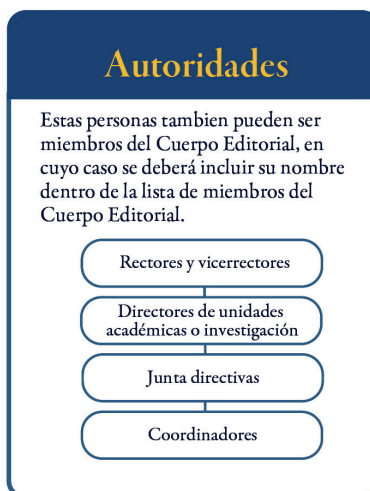 Autoridades
Estas personas tambien pueden ser
miembros del Cuerpo Editorial, en
cuyo caso se deberá incluir su nombre
dentro de la lista de miembros del
Cuerpo Editorial.
Rectores y vicerrectores
Directores de unidades
académicas o investigación
Junta directivas
Coordinadores